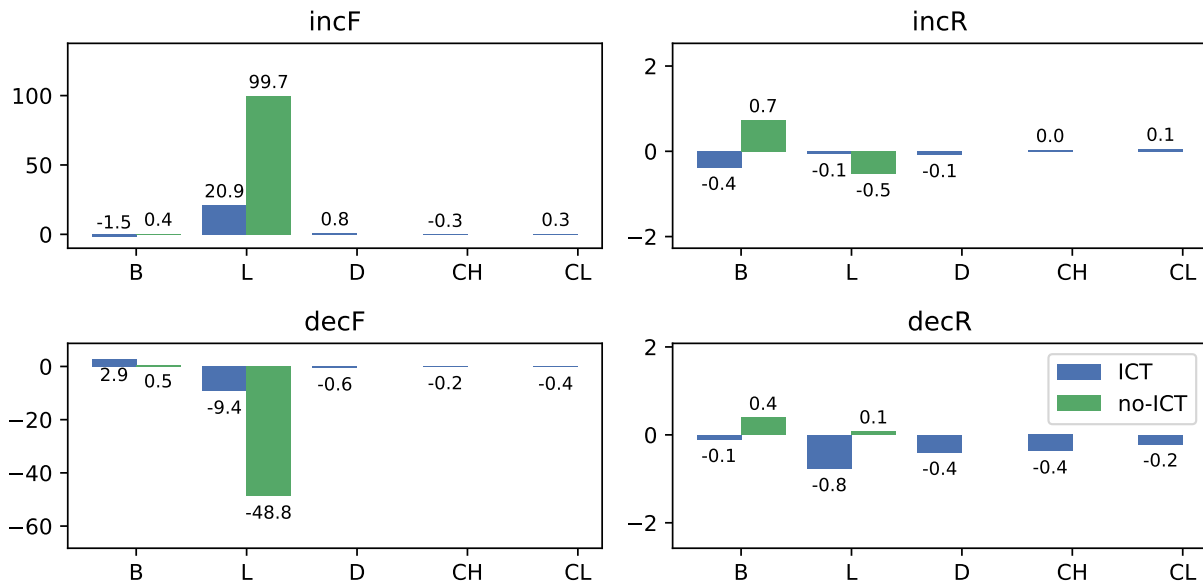 incF
100
50
0
-1.5 0.4 20.9 99.7 0.8 -0.3 0.3
B L D CH CL
incR
2
0
−2
-0.4 0.7 -0.1 -0.5 -0.1 0.0 0.1
B L D CH CL
decF
0
−20
−40
−60
2.9 0.5 -9.4 -48.8 -0.6 -0.2 -0.4
B L D CH CL
decR
2
0
−2
-0.1 0.4 -0.8 0.1 -0.4 -0.4 -0.2
ICT
no-ICT
B L D CH CL